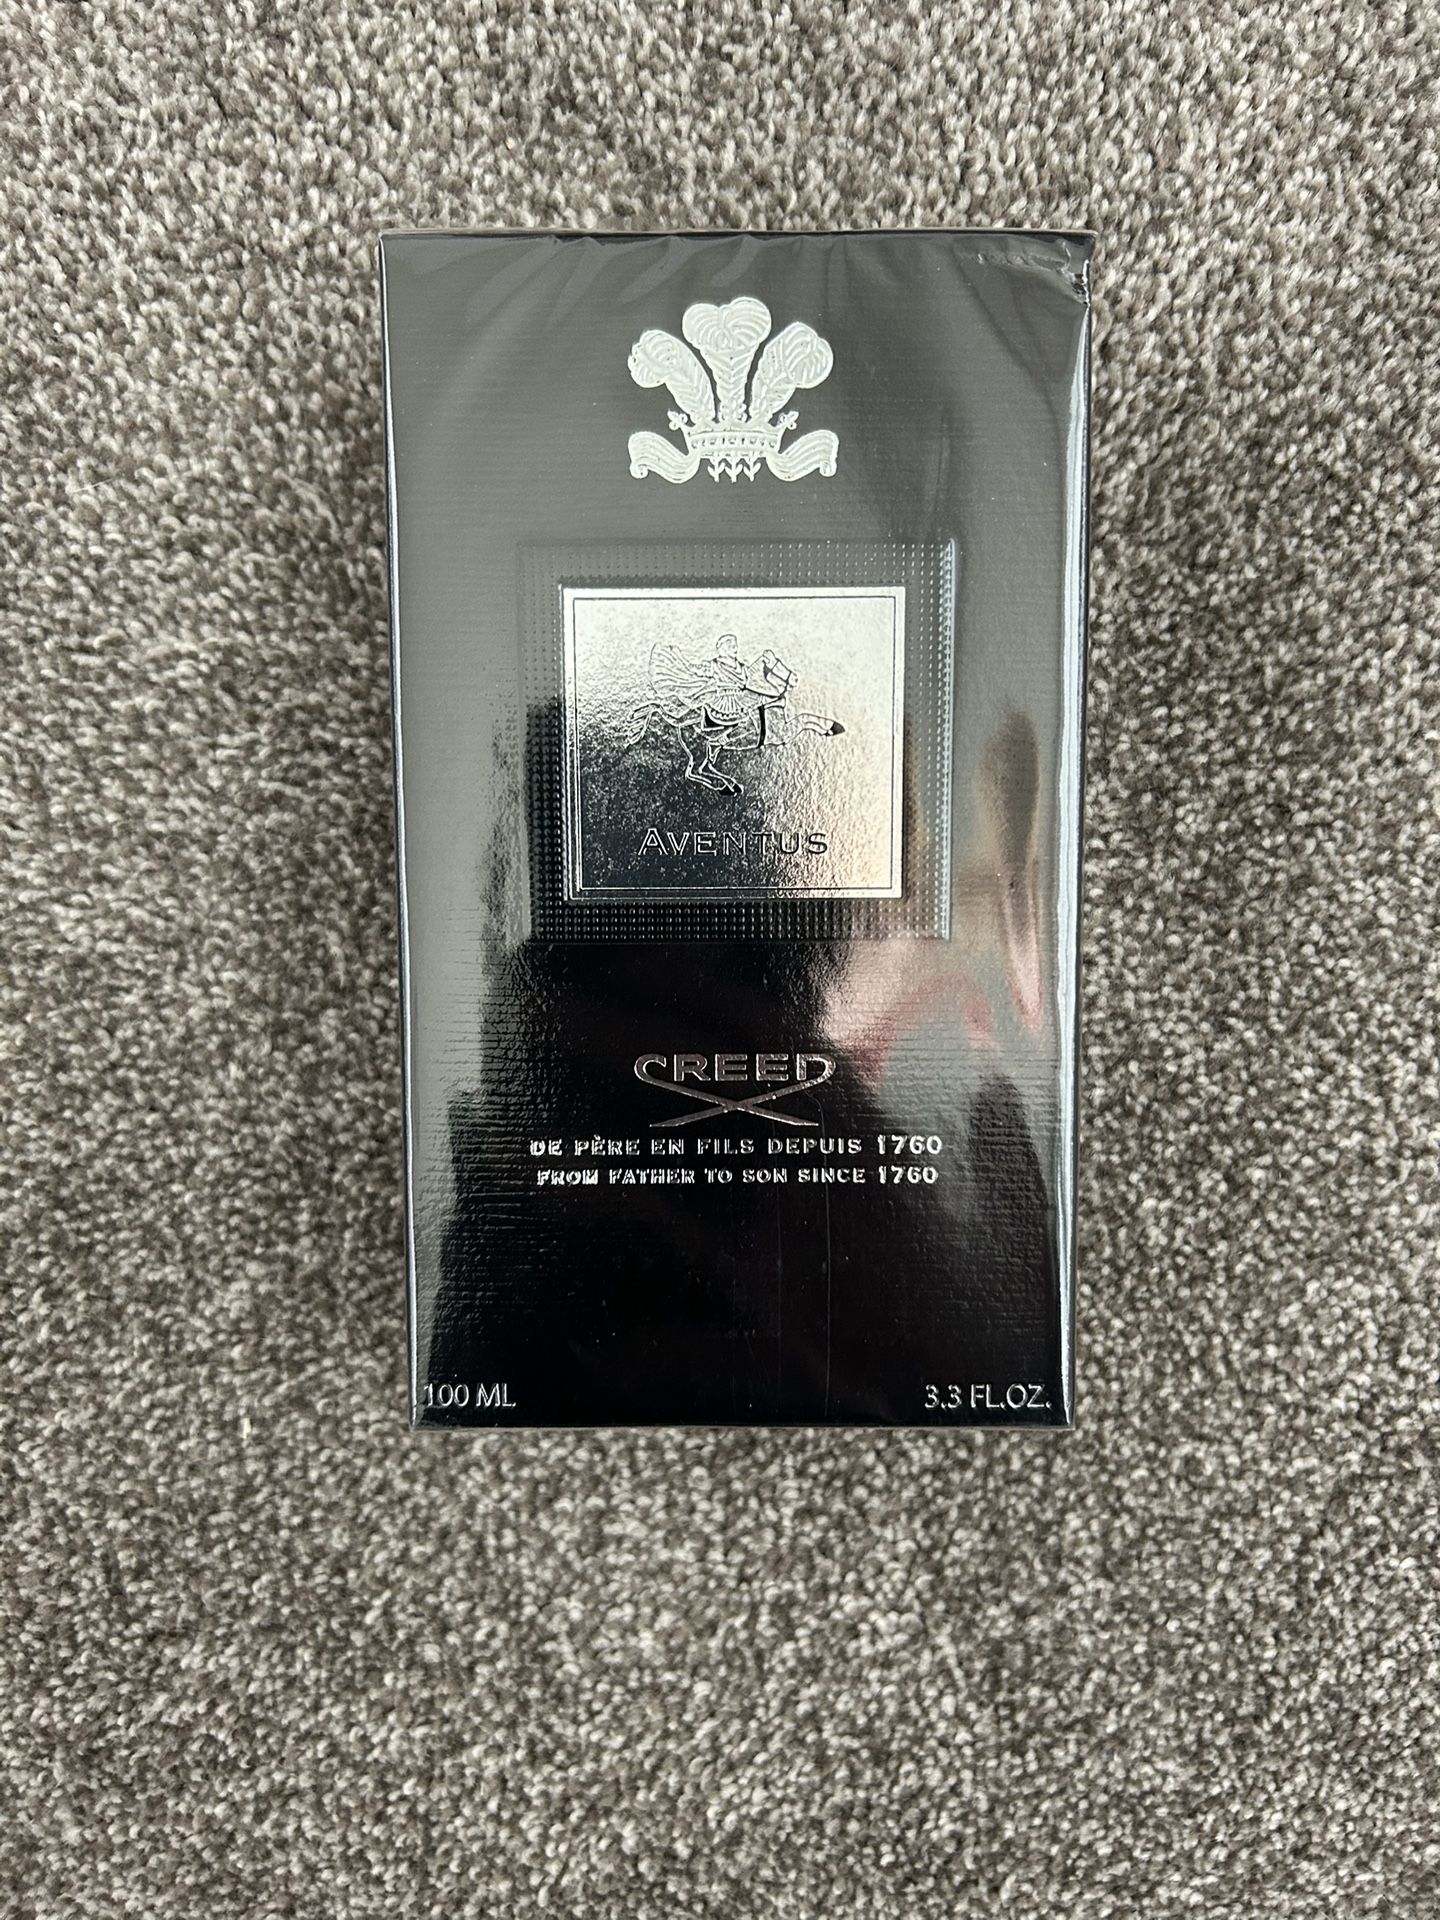 AVENTUS
CREED
DE PÈRE EN FILS DEPUIS 1760
FROM FATHER TO SON SINCE 1760
100 ML
3.3 FL.OZ.